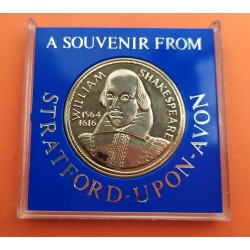 A SOUVENIR FROM
WILLIAM SHAKESPEARE
1564
1616
STRATFORD-UPON-AVON